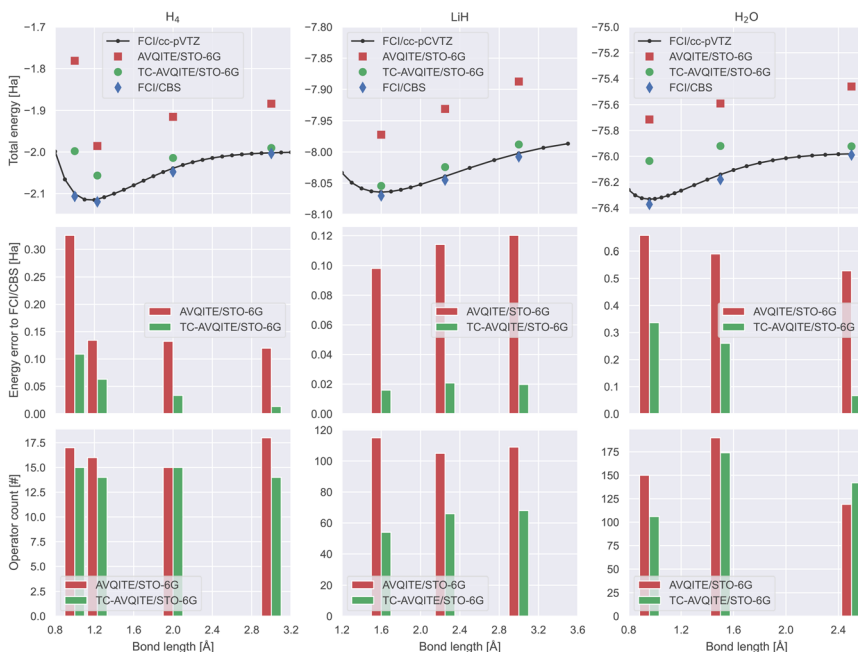 H₄
LiH
H₂O
Total energy [Ha]
−1.7
−1.8
−1.9
−2.0
−2.1
FCI/cc-pVTZ
AVQITE/STO-6G
TC-AVQITE/STO-6G
FCI/CBS
−7.80
−7.85
−7.90
−7.95
−8.00
−8.05
−8.10
FCI/cc-pCVTZ
AVQITE/STO-6G
TC-AVQITE/STO-6G
FCI/CBS
−75.0
−75.2
−75.4
−75.6
−75.8
−76.0
−76.2
−76.4
FCI/cc-pVTZ
AVQITE/STO-6G
TC-AVQITE/STO-6G
FCI/CBS
Energy error to FCI/CBS [Ha]
0.30
0.25
0.20
0.15
0.10
0.05
0.00
AVQITE/STO-6G
TC-AVQITE/STO-6G
0.12
0.10
0.08
0.06
0.04
0.02
0.00
AVQITE/STO-6G
TC-AVQITE/STO-6G
0.6
0.5
0.4
0.3
0.2
0.1
0.0
AVQITE/STO-6G
TC-AVQITE/STO-6G
Operator count [#]
17.5
15.0
12.5
10.0
7.5
5.0
2.5
0.0
AVQITE/STO-6G
TC-AVQITE/STO-6G
0.8 1.2 1.6 2.0 2.4 2.8 3.2
Bond length [Å]
120
100
80
60
40
20
0
AVQITE/STO-6G
TC-AVQITE/STO-6G
1.2 1.6 2.0 2.4 2.8 3.2 3.6
Bond length [Å]
175
150
125
100
75
50
25
0
AVQITE/STO-6G
TC-AVQITE/STO-6G
0.8 1.2 1.6 2.0 2.4
Bond length [Å]